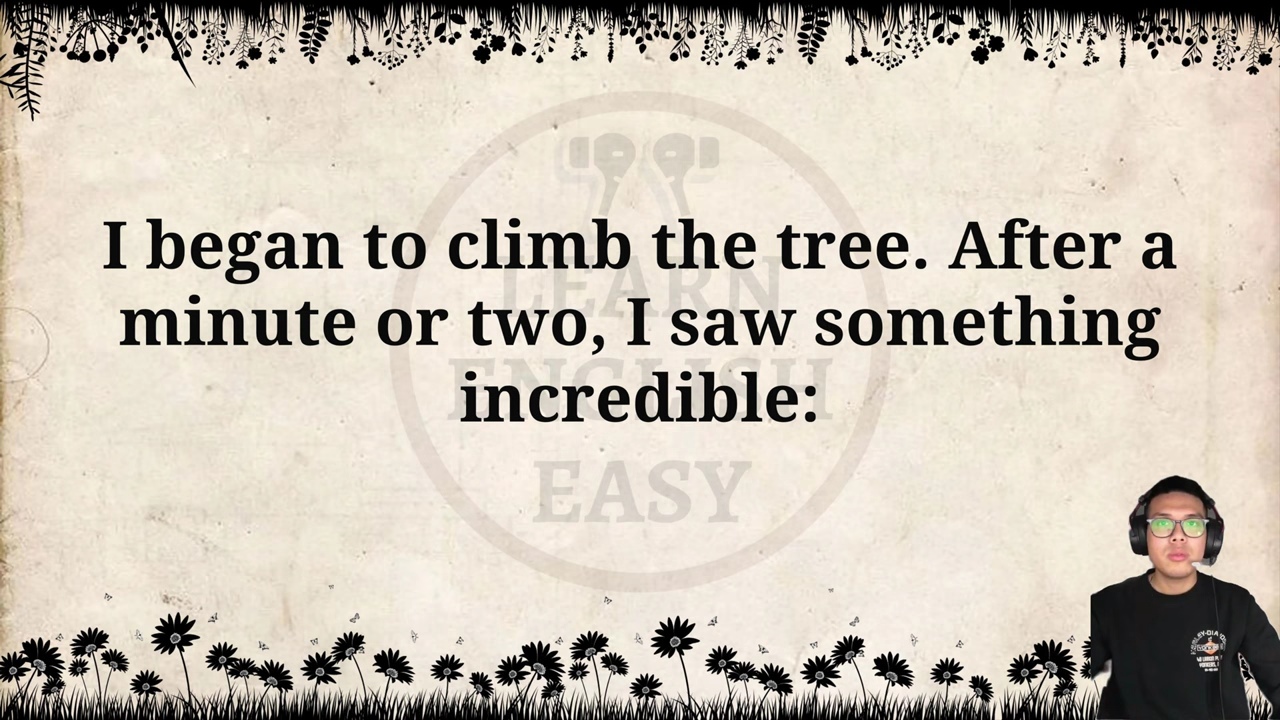 I began to climb the tree. After a
minute or two, I saw something
incredible:
LEARN
ENGLISH
EASY